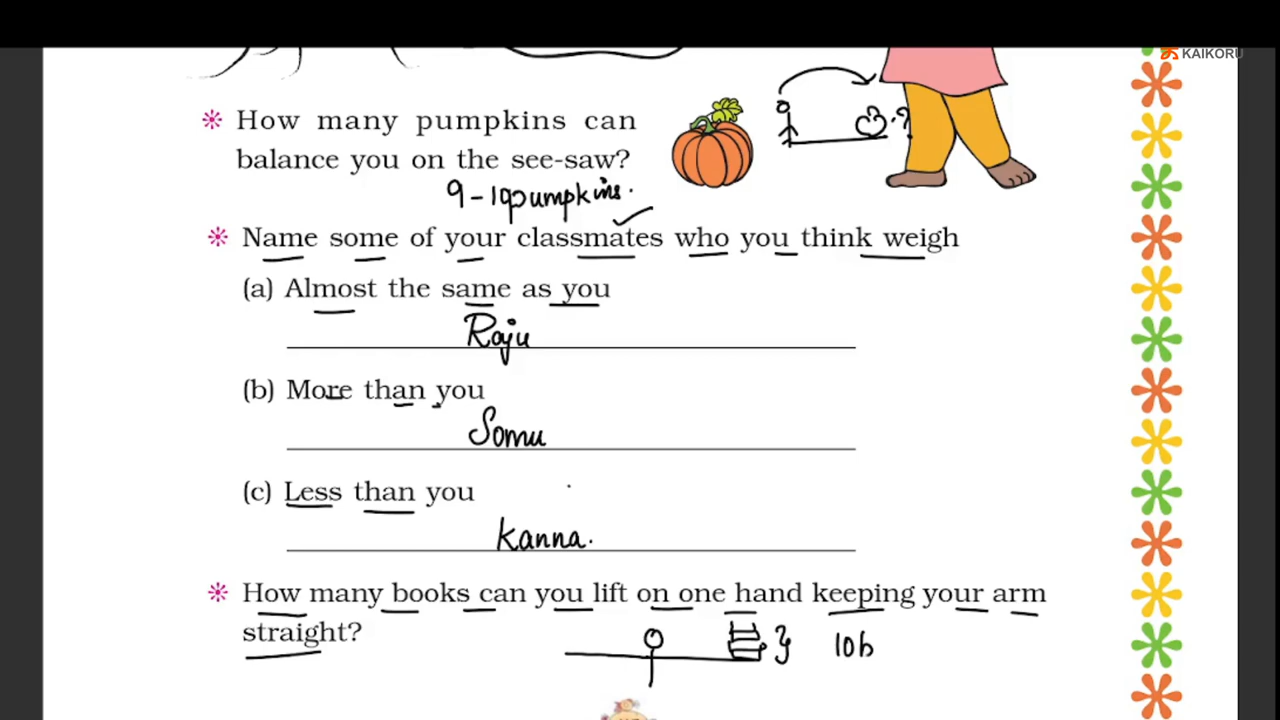 KAIKORU
How many pumpkins can
balance you on the see-saw?
9-10pumpkins.
Name some of your classmates who you think weigh
(a) Almost the same as you
Raju
(b) More than you
Somu
(c) Less than you
Kanna.
How many books can you lift on one hand keeping your arm
straight?
10b